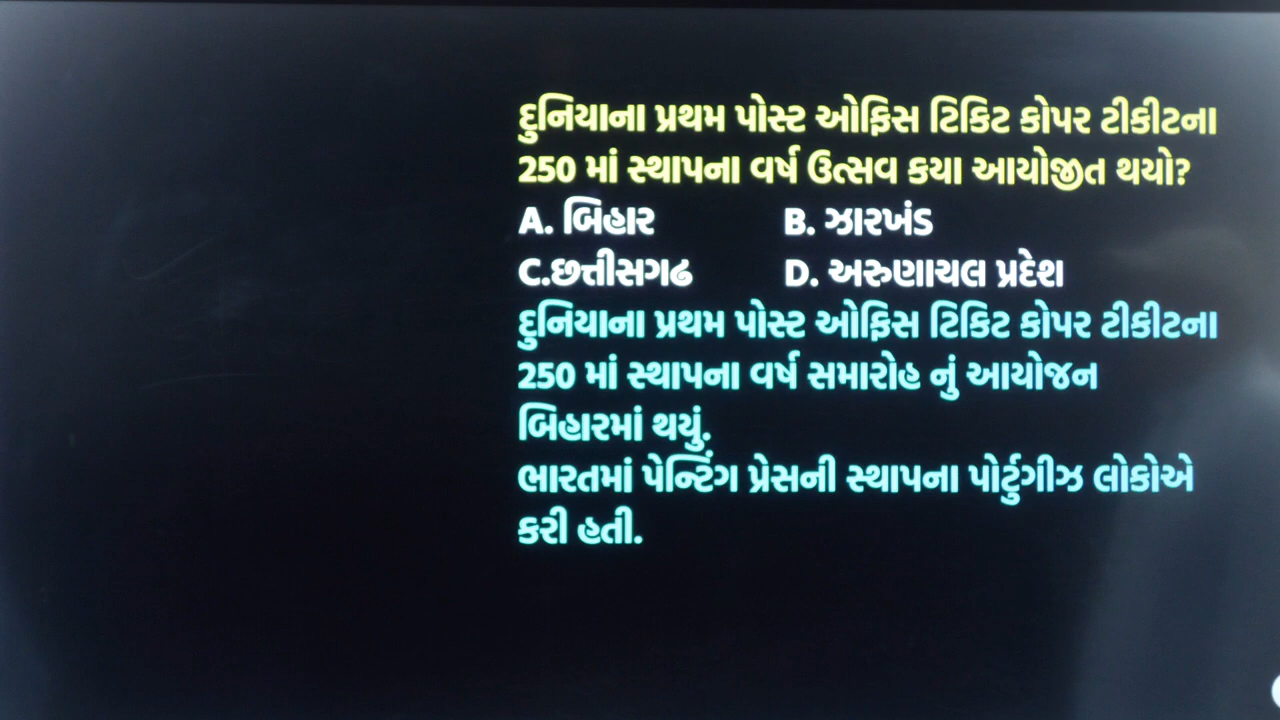 દુનિયાના પ્રથમ પોસ્ટ ઓફિસ ટિકિટ કોપર ટીકીટના
250 માં સ્થાપના વર્ષ ઉત્સવ કયા આયોજીત થયો?
A. બિહાર B. ઝારખંડ
C.છત્તીસગઢ D. અરુણાચલ પ્રદેશ
દુનિયાના પ્રથમ પોસ્ટ ઓફિસ ટિકિટ કોપર ટીકીટના
250 માં સ્થાપના વર્ષ સમારોહ નું આયોજન
બિહારમાં થયું.
ભારતમાં પેન્ટિંગ પ્રેસની સ્થાપના પોર્ટુગીઝ લોકોએ
કરી હતી.